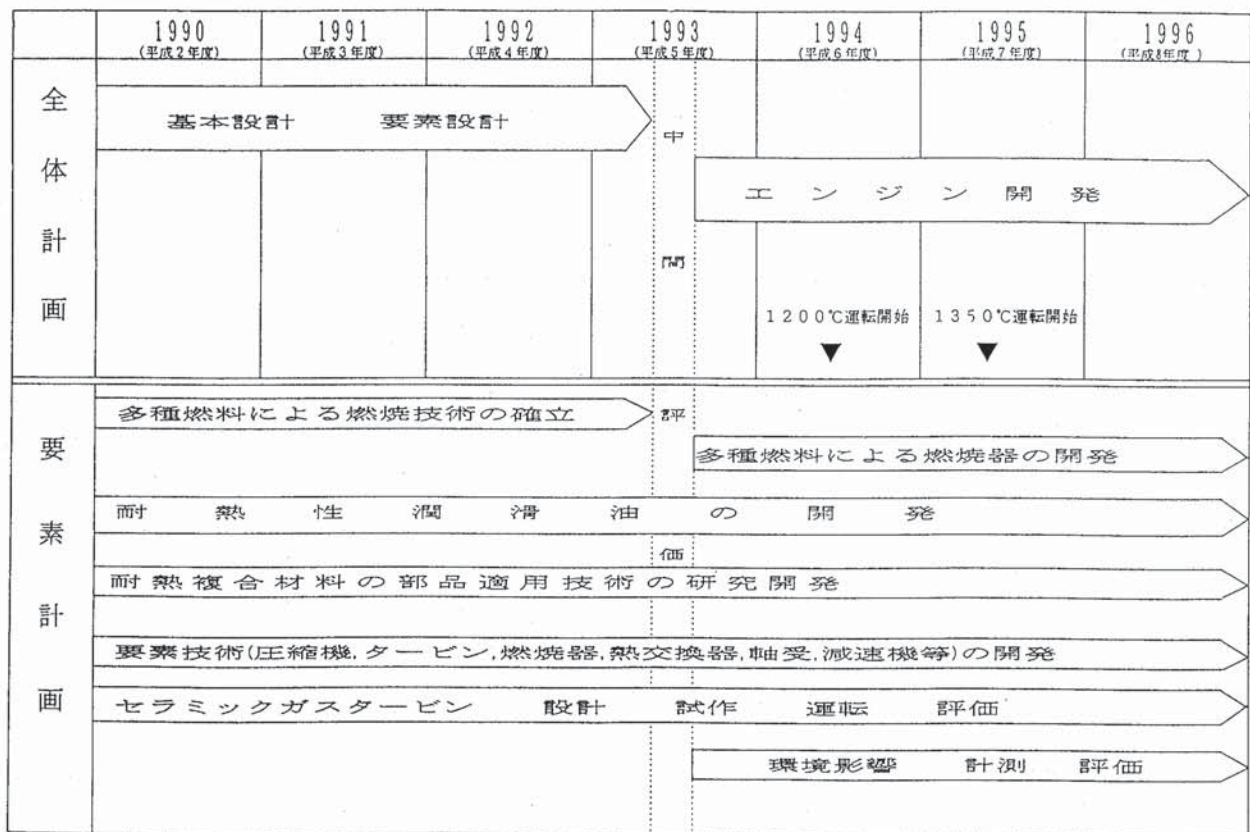 1990 1991 1992 1993 1994 1995 1996
(平成2年度) (平成3年度) (平成4年度) (平成5年度) (平成6年度) (平成7年度) (平成8年度)
全体計画
基本設計 要素設計
エンジン開発
1200℃運転開始 1350℃運転開始
▼ ▼
中間評価
要素計画
多種燃料による燃焼技術の確立
多種燃料による燃焼器の開発
耐熱性潤滑油の開発
耐熱複合材料の部品適用技術の研究開発
要素技術(圧縮機,タービン,燃焼器,熱交換器,軸受,減速機等)の開発
セラミックガスタービン 設計 試作 運転 評価
環境影響 計測 評価